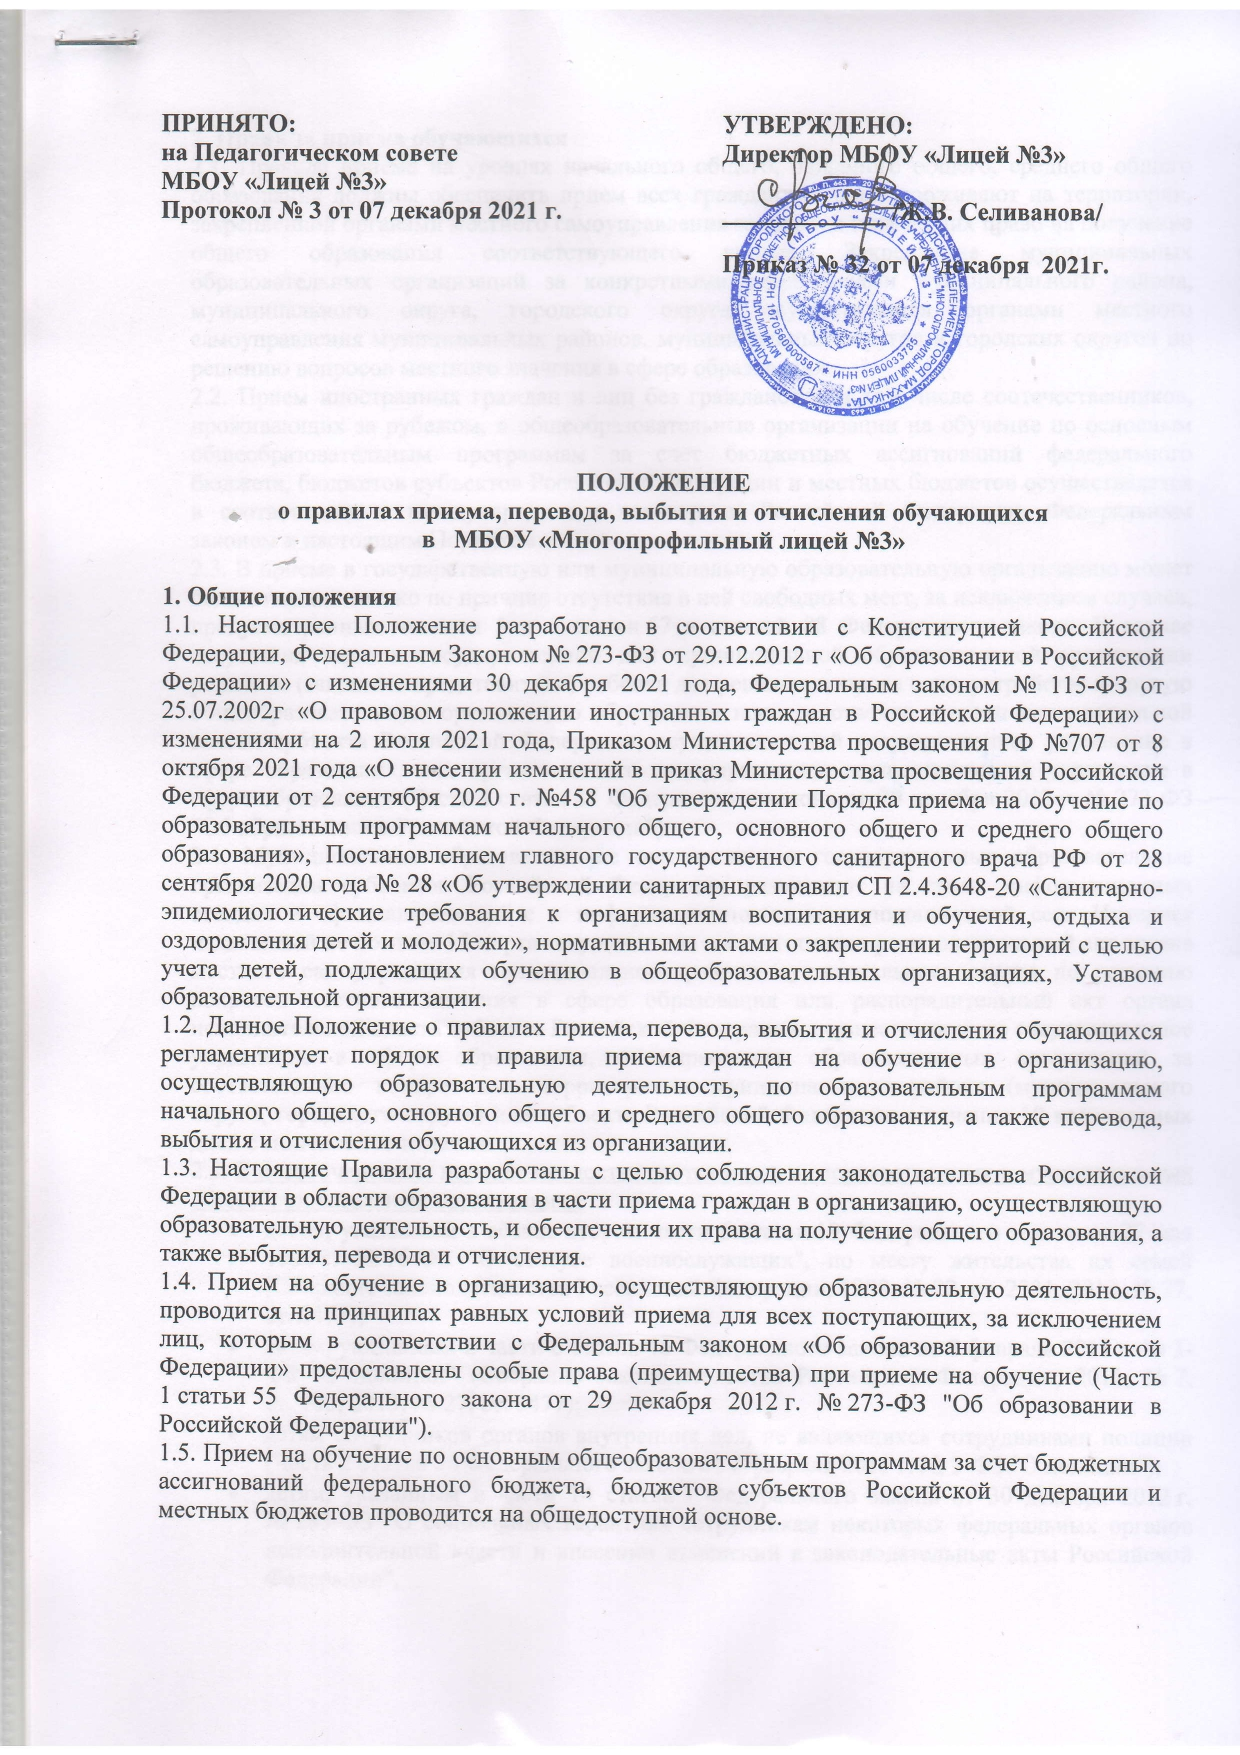 ПРИНЯТО:
на Педагогическом совете
МБОУ «Лицей №3»
Протокол № 3 от 07 декабря 2021 г.
УТВЕРЖДЕНО:
Директор МБОУ «Лицей №3»
Ж.В. Селиванова/
Приказ № 32 от 07 декабря 2021г.
МБОУ "ЛИЦЕЙ №3"
ИНН 0560033785
ПОЛОЖЕНИЕ
о правилах приема, перевода, выбытия и отчисления обучающихся
в МБОУ «Многопрофильный лицей №3»
1. Общие положения
1.1. Настоящее Положение разработано в соответствии с Конституцией Российской
Федерации, Федеральным Законом № 273-ФЗ от 29.12.2012 г «Об образовании в Российской
Федерации» с изменениями 30 декабря 2021 года, Федеральным законом № 115-ФЗ от
25.07.2002г «О правовом положении иностранных граждан в Российской Федерации» с
изменениями на 2 июля 2021 года, Приказом Министерства просвещения РФ №707 от 8
октября 2021 года «О внесении изменений в приказ Министерства просвещения Российской
Федерации от 2 сентября 2020 г. №458 "Об утверждении Порядка приема на обучение по
образовательным программам начального общего, основного общего и среднего общего
образования», Постановлением главного государственного санитарного врача РФ от 28
сентября 2020 года № 28 «Об утверждении санитарных правил СП 2.4.3648-20 «Санитарно-
эпидемиологические требования к организациям воспитания и обучения, отдыха и
оздоровления детей и молодежи», нормативными актами о закреплении территорий с целью
учета детей, подлежащих обучению в общеобразовательных организациях, Уставом
образовательной организации.
1.2. Данное Положение о правилах приема, перевода, выбытия и отчисления обучающихся
регламентирует порядок и правила приема граждан на обучение в организацию,
осуществляющую образовательную деятельность, по образовательным программам
начального общего, основного общего и среднего общего образования, а также перевода,
выбытия и отчисления обучающихся из организации.
1.3. Настоящие Правила разработаны с целью соблюдения законодательства Российской
Федерации в области образования в части приема граждан в организацию, осуществляющую
образовательную деятельность, и обеспечения их права на получение общего образования, а
также выбытия, перевода и отчисления.
1.4. Прием на обучение в организацию, осуществляющую образовательную деятельность,
проводится на принципах равных условий приема для всех поступающих, за исключением
лиц, которым в соответствии с Федеральным законом «Об образовании в Российской
Федерации» предоставлены особые права (преимущества) при приеме на обучение (Часть
1 статьи 55 Федерального закона от 29 декабря 2012 г. № 273-ФЗ "Об образовании в
Российской Федерации").
1.5. Прием на обучение по основным общеобразовательным программам за счет бюджетных
ассигнований федерального бюджета, бюджетов субъектов Российской Федерации и
местных бюджетов проводится на общедоступной основе.